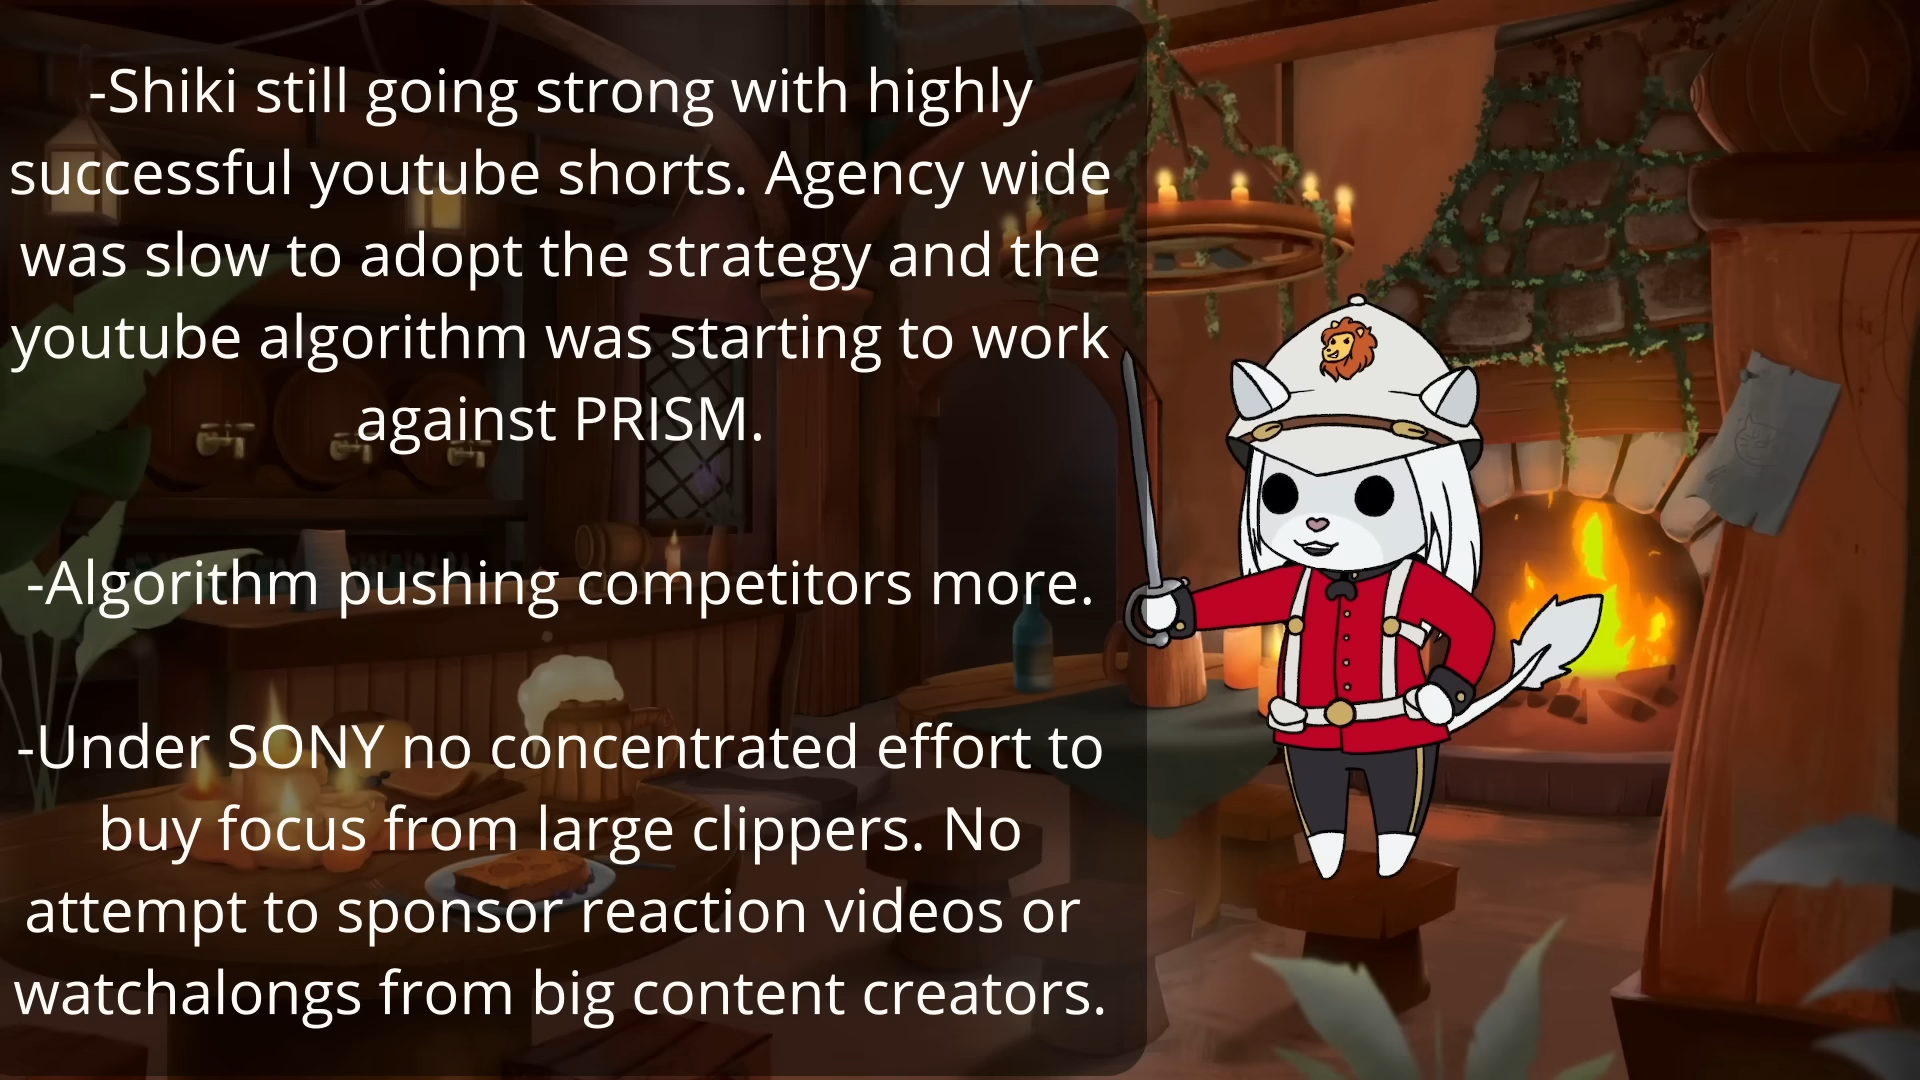 -Shiki still going strong with highly
successful youtube shorts. Agency wide
was slow to adopt the strategy and the
youtube algorithm was starting to work
against PRISM.
-Algorithm pushing competitors more.
-Under SONY no concentrated effort to
buy focus from large clippers. No
attempt to sponsor reaction videos or
watchalongs from big content creators.